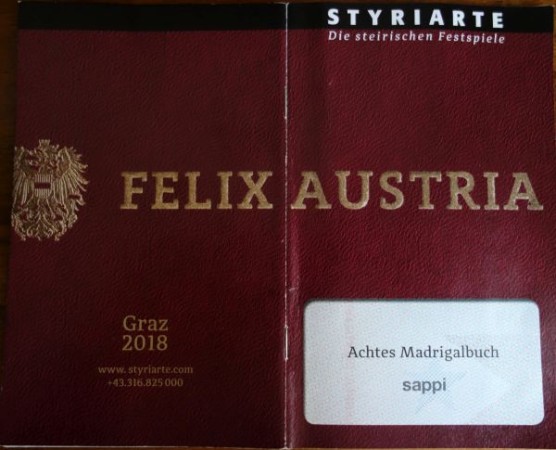 STYRIARTE
Die steirischen Festspiele
FELIX AUSTRIA
Graz
2018
www. styriarte.com
+43.316.825 000
Achtes Madrigalbuch
sappi